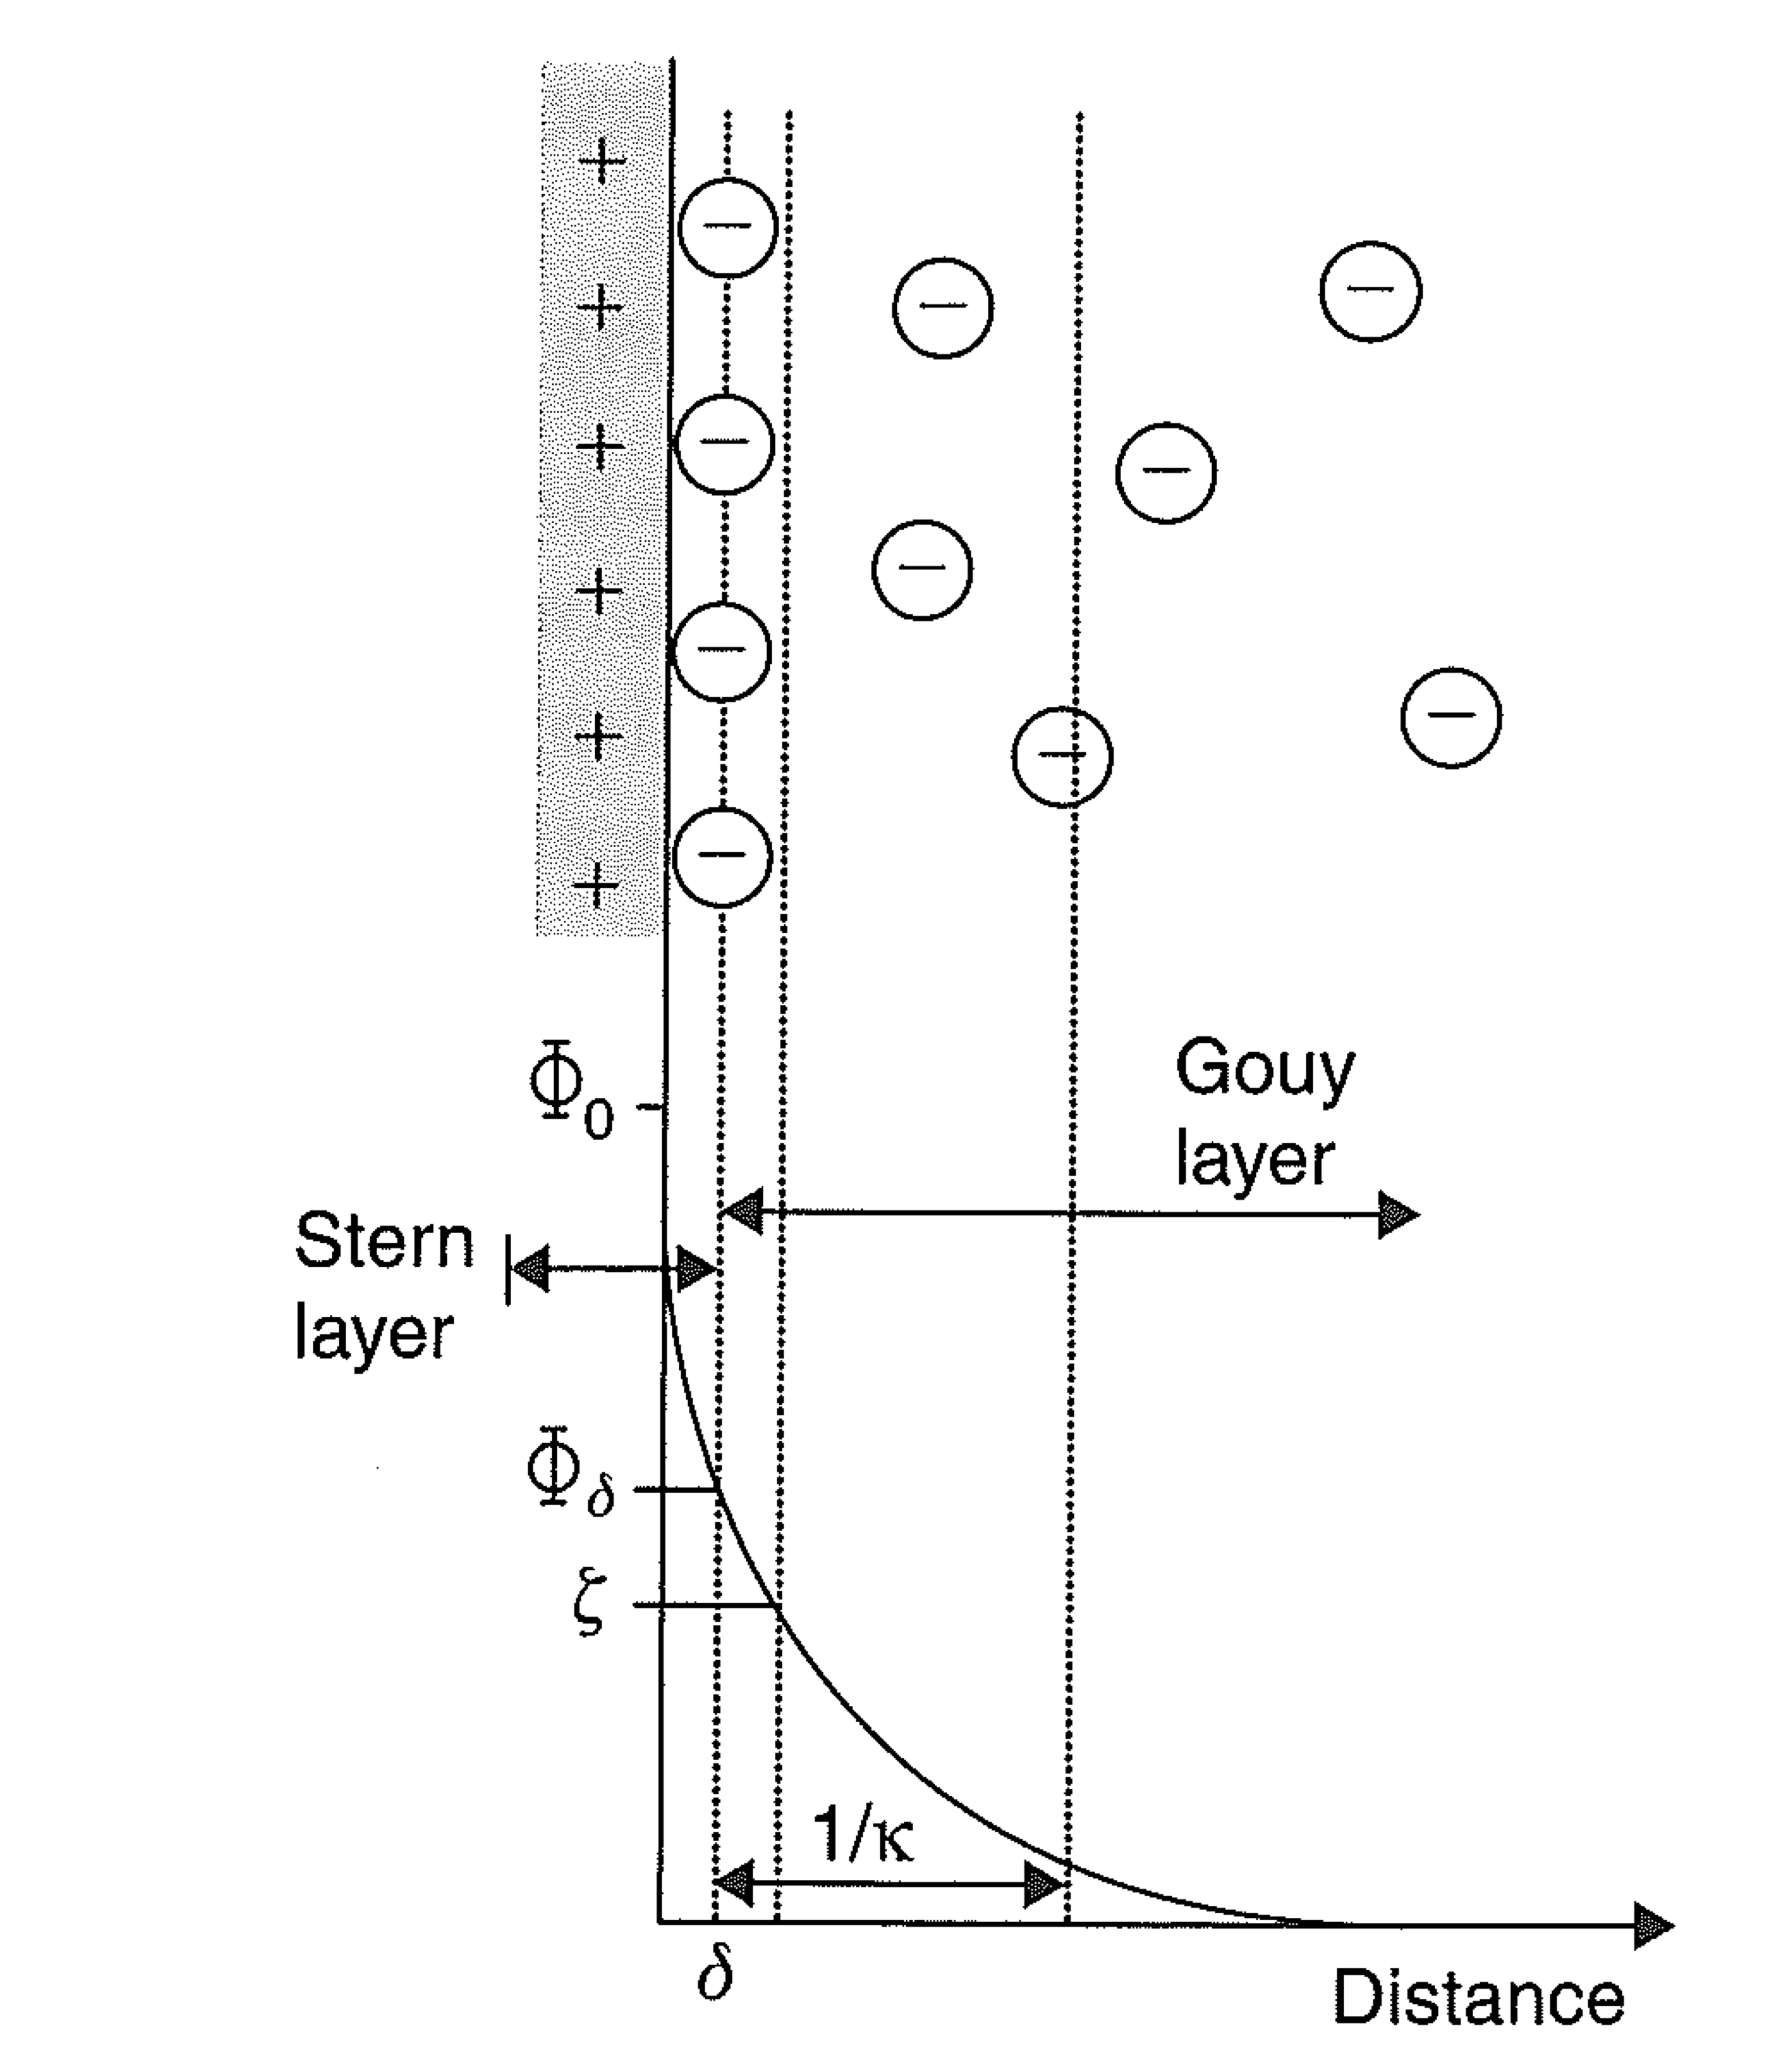 +
+
+
+
+
+
−
−
−
−
−
−
−
−
−
−
Φ0
Gouy
layer
Stern
layer
Φδ
ζ
1/κ
δ
Distance